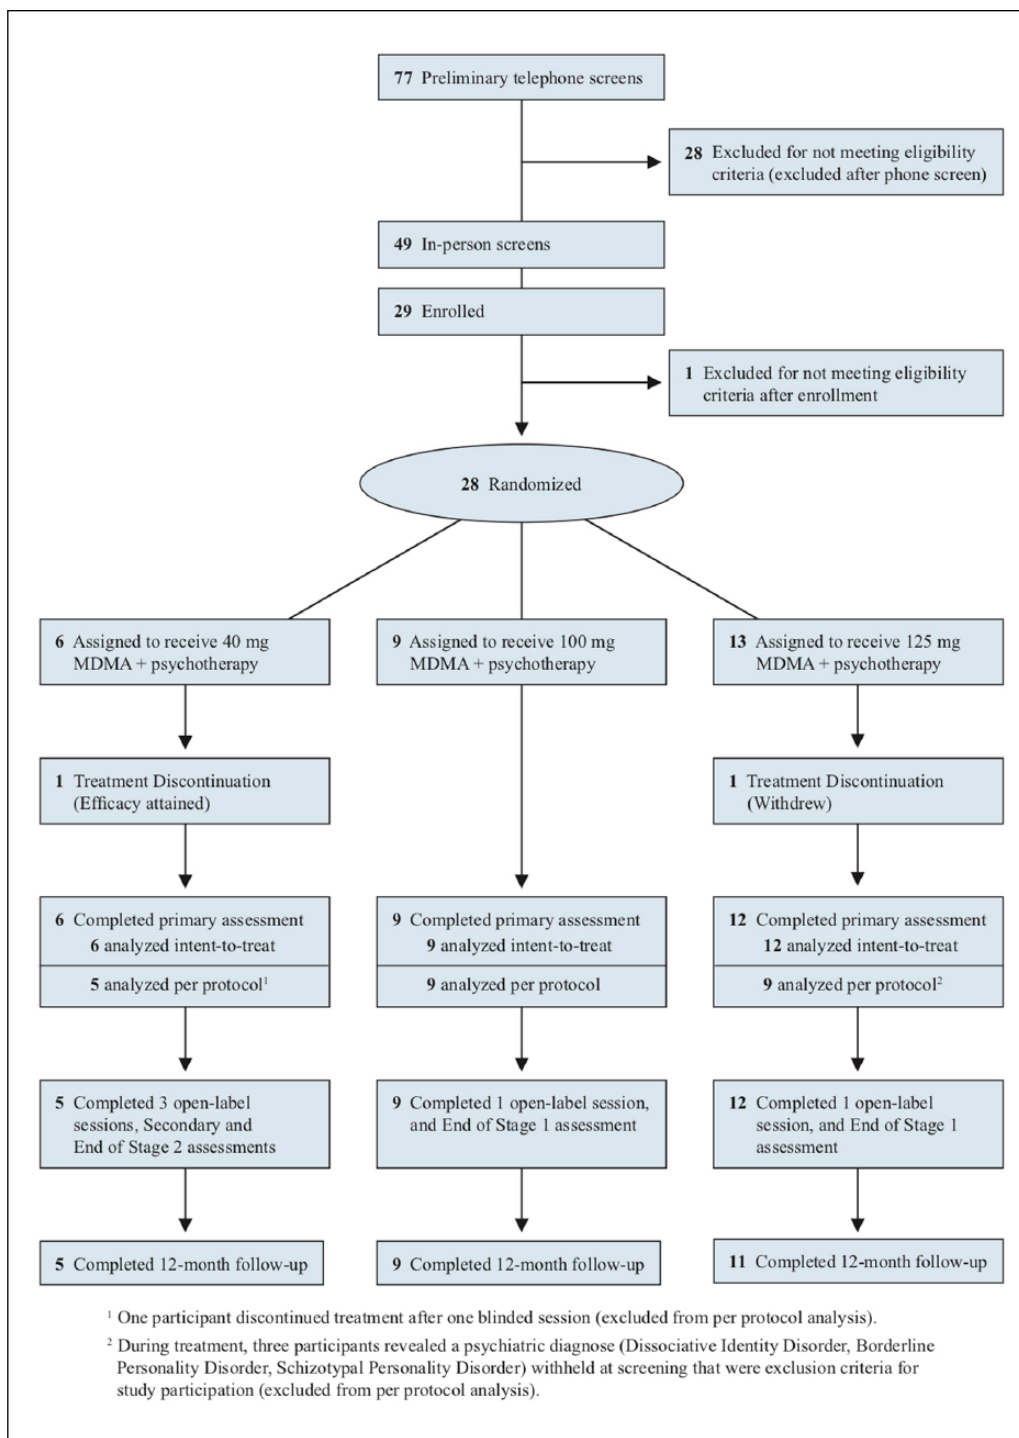 77 Preliminary telephone screens
28 Excluded for not meeting eligibility
criteria (excluded after phone screen)
49 In-person screens
29 Enrolled
1 Excluded for not meeting eligibility
criteria after enrollment
28 Randomized
6 Assigned to receive 40 mg
MDMA + psychotherapy
9 Assigned to receive 100 mg
MDMA + psychotherapy
13 Assigned to receive 125 mg
MDMA + psychotherapy
1 Treatment Discontinuation
(Efficacy attained)
1 Treatment Discontinuation
(Withdrew)
6 Completed primary assessment
6 analyzed intent-to-treat
5 analyzed per protocol¹
9 Completed primary assessment
9 analyzed intent-to-treat
9 analyzed per protocol
12 Completed primary assessment
12 analyzed intent-to-treat
9 analyzed per protocol²
5 Completed 3 open-label
sessions, Secondary and
End of Stage 2 assessments
9 Completed 1 open-label session,
and End of Stage 1 assessment
12 Completed 1 open-label
session, and End of Stage 1
assessment
5 Completed 12-month follow-up
9 Completed 12-month follow-up
11 Completed 12-month follow-up
¹ One participant discontinued treatment after one blinded session (excluded from per protocol analysis).
² During treatment, three participants revealed a psychiatric diagnose (Dissociative Identity Disorder, Borderline
Personality Disorder, Schizotypal Personality Disorder) withheld at screening that were exclusion criteria for
study participation (excluded from per protocol analysis).